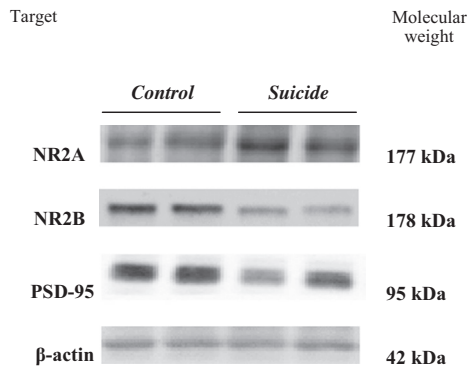 Target
Molecular
weight
Control Suicide
NR2A 177 kDa
NR2B 178 kDa
PSD-95 95 kDa
β-actin 42 kDa